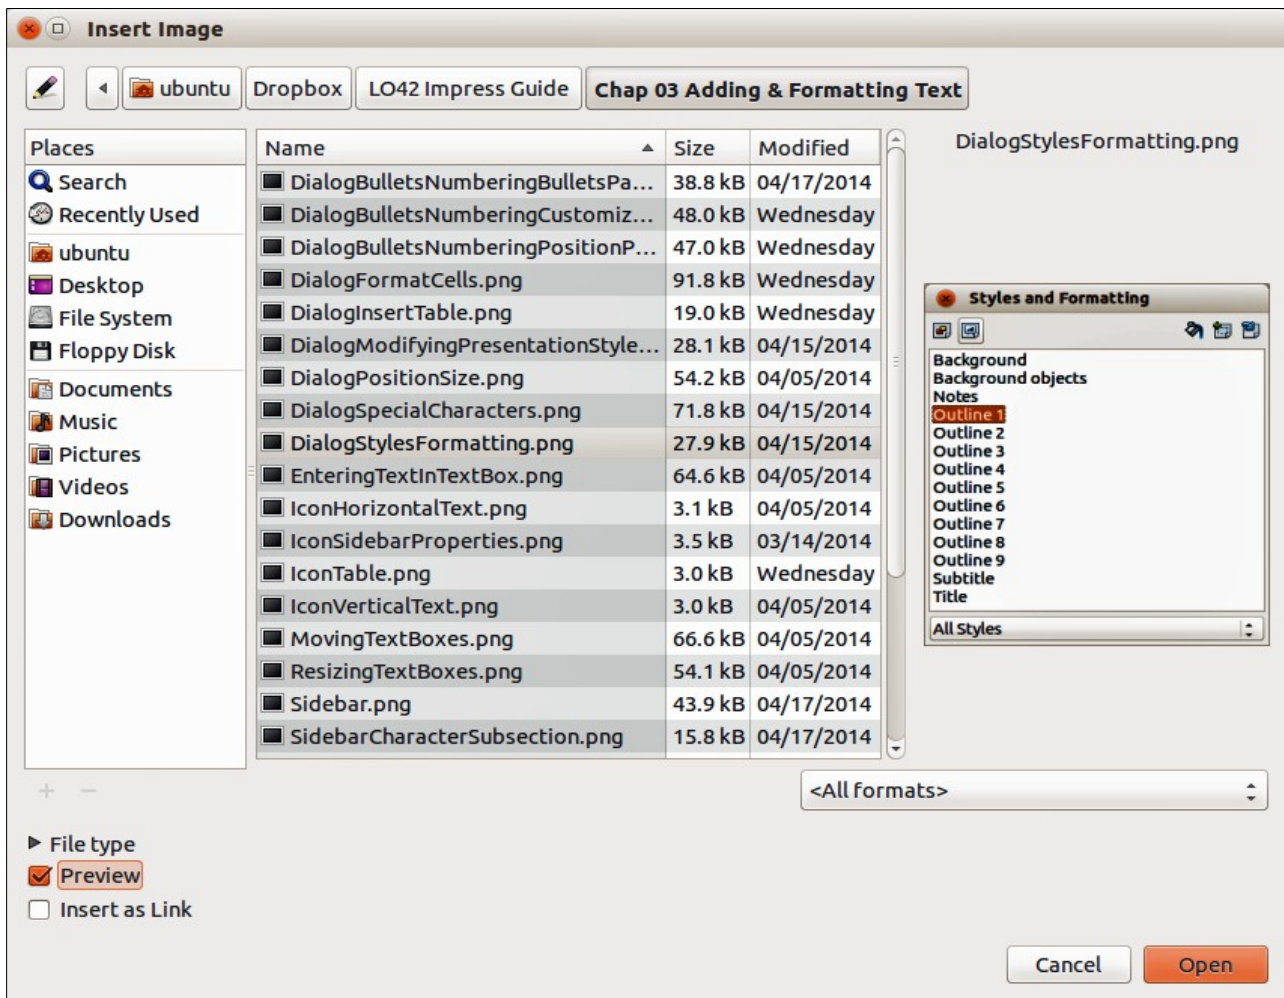 Insert Image
ubuntu Dropbox LO42 Impress Guide Chap 03 Adding & Formatting Text
Places
Search
Recently Used
ubuntu
Desktop
File System
Floppy Disk
Documents
Music
Pictures
Videos
Downloads
Name Size Modified
DialogBulletsNumberingBulletsPa... 38.8 kB 04/17/2014
DialogBulletsNumberingCustomiz... 48.0 kB Wednesday
DialogBulletsNumberingPositionP... 47.0 kB Wednesday
DialogFormatCells.png 91.8 kB Wednesday
DialogInsertTable.png 19.0 kB Wednesday
DialogModifyingPresentationStyle... 28.1 kB 04/15/2014
DialogPositionSize.png 54.2 kB 04/05/2014
DialogSpecialCharacters.png 71.8 kB 04/15/2014
DialogStylesFormatting.png 27.9 kB 04/15/2014
EnteringTextInTextBox.png 64.6 kB 04/05/2014
IconHorizontalText.png 3.1 kB 04/05/2014
IconSidebarProperties.png 3.5 kB 03/14/2014
IconTable.png 3.0 kB Wednesday
IconVerticalText.png 3.0 kB 04/05/2014
MovingTextBoxes.png 66.6 kB 04/05/2014
ResizingTextBoxes.png 54.1 kB 04/05/2014
Sidebar.png 43.9 kB 04/17/2014
SidebarCharacterSubsection.png 15.8 kB 04/17/2014
DialogStylesFormatting.png
Styles and Formatting
Background
Background objects
Notes
Outline 1
Outline 2
Outline 3
Outline 4
Outline 5
Outline 6
Outline 7
Outline 8
Outline 9
Subtitle
Title
All Styles
<All formats>
File type
Preview
Insert as Link
Cancel Open